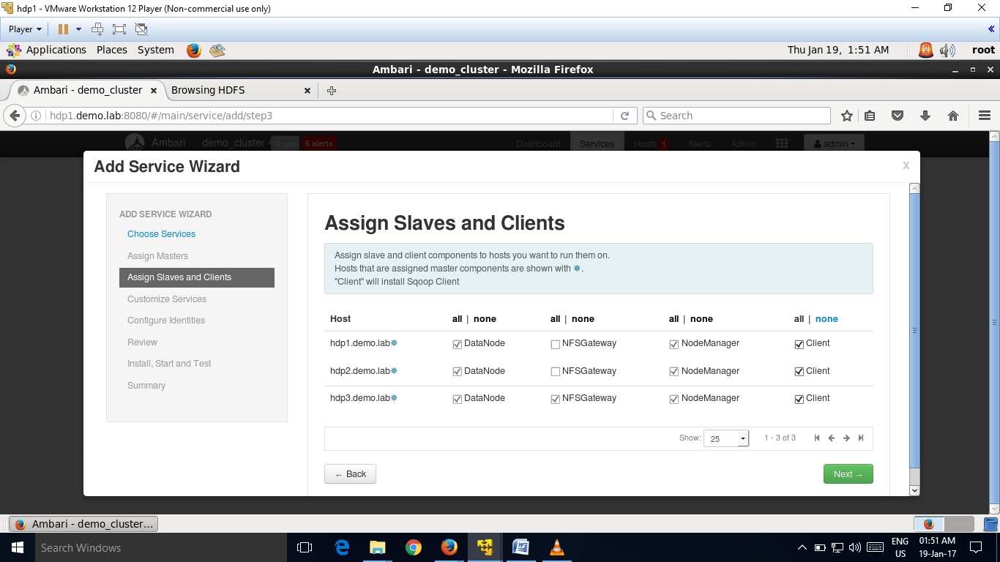 hdp1 - VMware Workstation 12 Player (Non-commercial use only)
Player
Applications Places System Thu Jan 19, 1:51 AM root
Ambari - demo_cluster - Mozilla Firefox
Ambari - demo_cluster Browsing HDFS
hdp1.demo.lab:8080/#/main/service/add/step3 Search
Ambari demo_cluster 0 ops 6 alerts Dashboard Services Hosts 1 Alerts Admin admin
Add Service Wizard x
ADD SERVICE WIZARD
Choose Services
Assign Masters
Assign Slaves and Clients
Customize Services
Configure Identities
Review
Install, Start and Test
Summary
Assign Slaves and Clients
Assign slave and client components to hosts you want to run them on.
Hosts that are assigned master components are shown with ✵.
"Client" will install Sqoop Client
Host all | none all | none all | none all | none
hdp1.demo.lab✵ DataNode NFSGateway NodeManager Client
hdp2.demo.lab✵ DataNode NFSGateway NodeManager Client
hdp3.demo.lab✵ DataNode NFSGateway NodeManager Client
Show: 25 1 - 3 of 3
← Back Next →
Ambari - demo_cluster...
Search Windows
ENG
US
01:51 AM
19-Jan-17